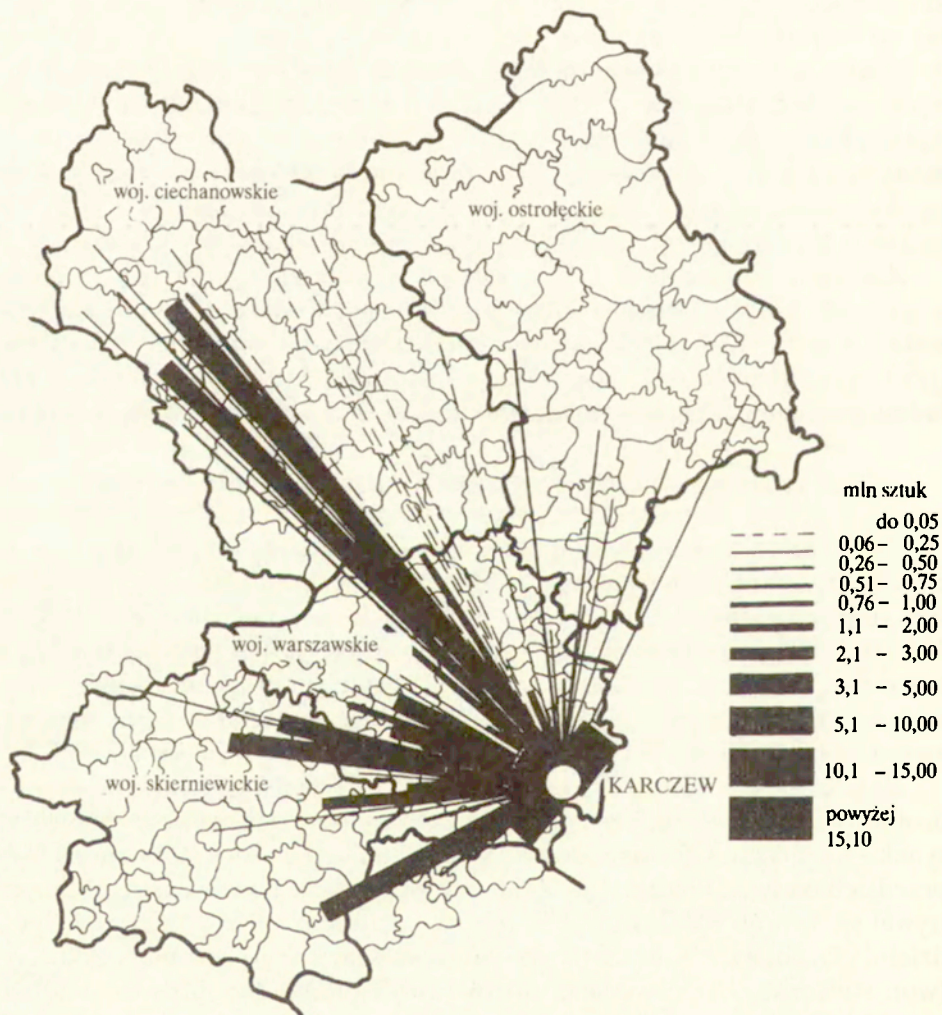 woj. ciechanowskie
woj. ostrołęckie
woj. warszawskie
woj. skierniewickie
KARCZEW
mln sztuk
do 0,05
0,06 – 0,25
0,26 – 0,50
0,51 – 0,75
0,76 – 1,00
1,1 – 2,00
2,1 – 3,00
3,1 – 5,00
5,1 – 10,00
10,1 – 15,00
powyżej
15,10